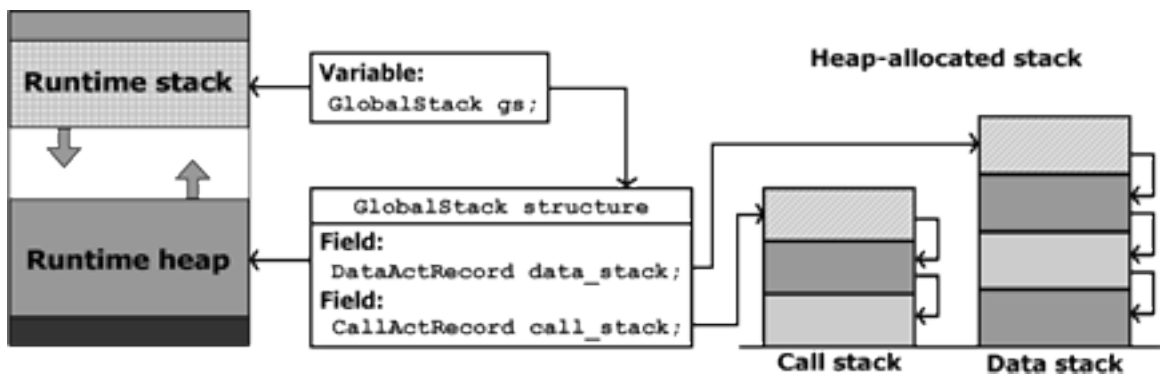 Runtime stack
Runtime heap
Variable:
GlobalStack gs;
GlobalStack structure
Field:
DataActRecord data_stack;
Field:
CallActRecord call_stack;
Heap-allocated stack
Call stack
Data stack